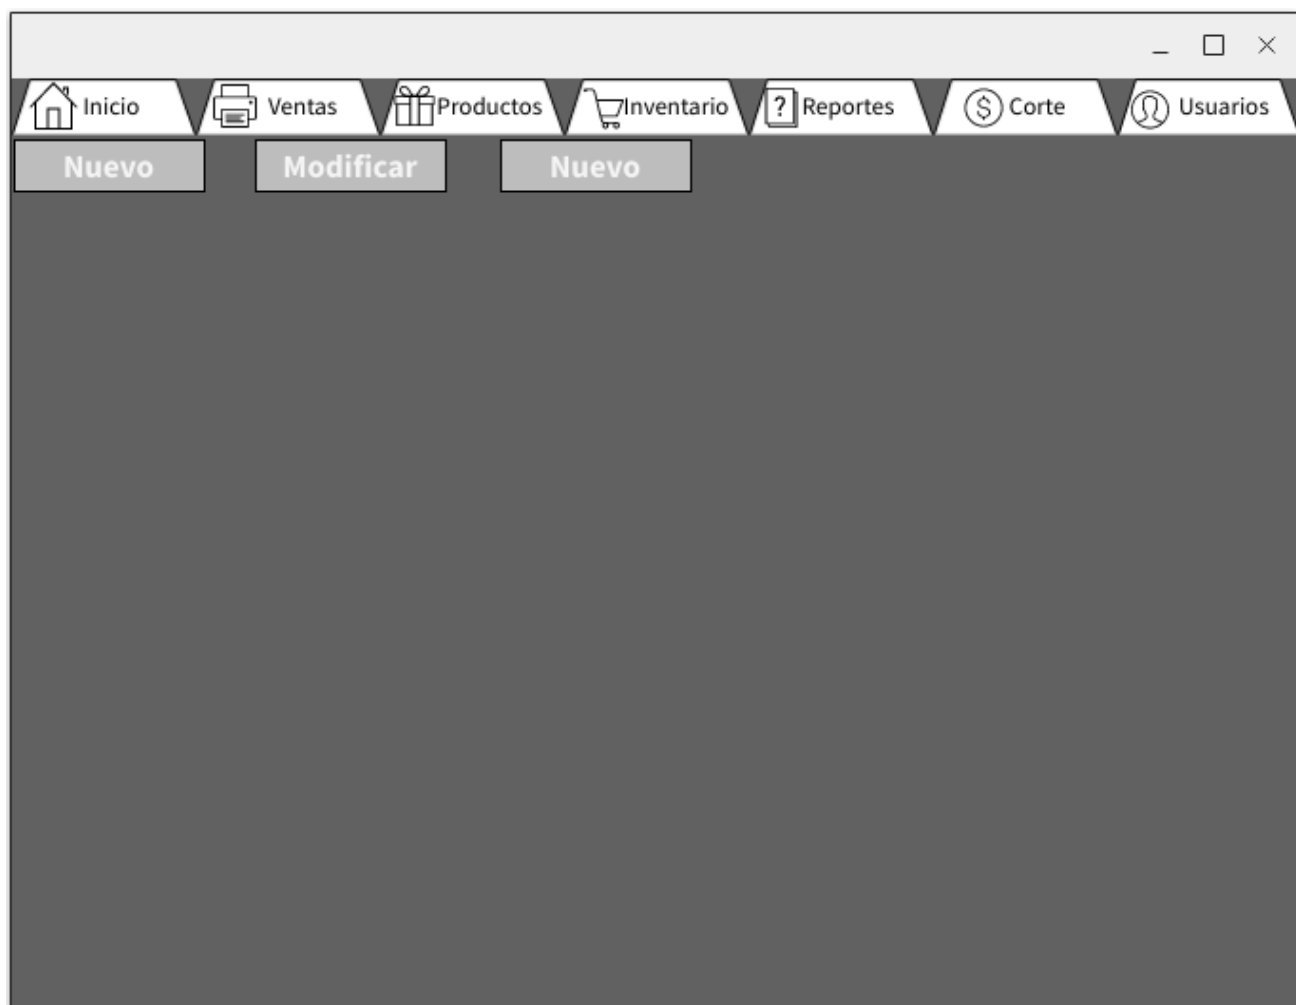 Inicio Ventas Productos Inventario Reportes Corte Usuarios
Nuevo Modificar Nuevo